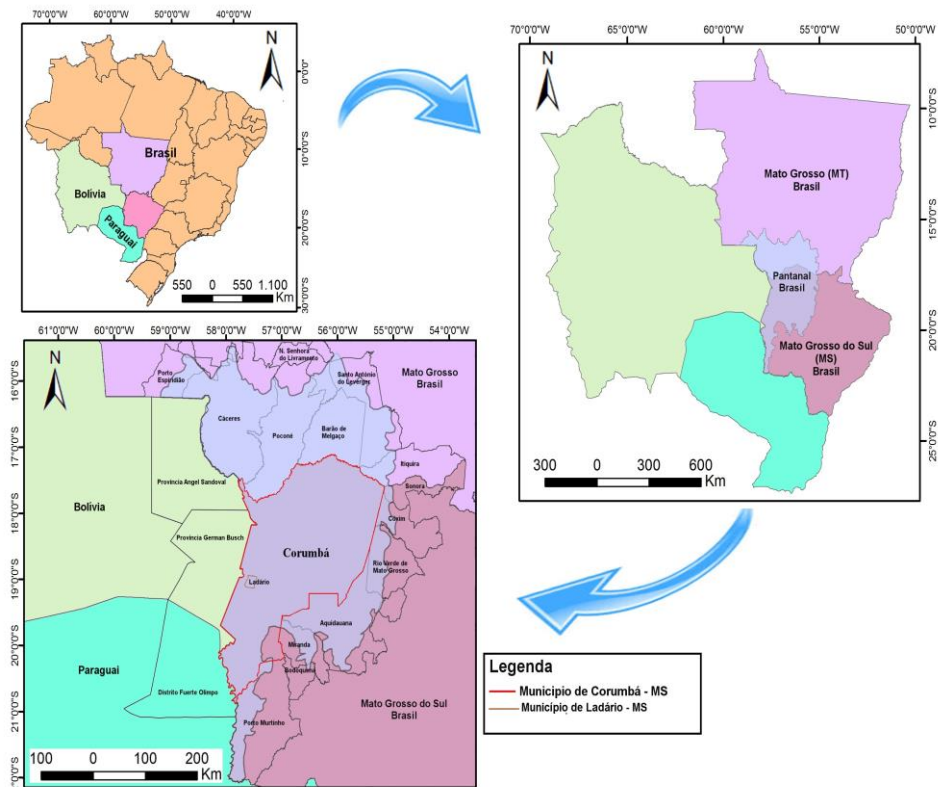 70°0'0"W 60°0'0"W 50°0'0"W 40°0'0"W
N
0°0'0"
10°0'0"S
20°0'0"S
30°0'0"S
Brasil
Bolívia
Paraguai
550 0 550 1.100
Km
70°0'0"W 65°0'0"W 60°0'0"W 55°0'0"W 50°0'0"W
N
10°0'0"S
15°0'0"S
20°0'0"S
25°0'0"S
Mato Grosso (MT)
Brasil
Pantanal
Brasil
Mato Grosso do Sul
(MS)
Brasil
300 0 300 600
Km
61°0'0"W 60°0'0"W 59°0'0"W 58°0'0"W 57°0'0"W 56°0'0"W 55°0'0"W 54°0'0"W
N
16°0'0"S
17°0'0"S
18°0'0"S
19°0'0"S
20°0'0"S
21°0'0"S
N. Senhora
do Livramento
Porto
Espiridião
Santo Antônio
do Leverger
Mato Grosso
Brasil
Cáceres
Poconé
Barão de
Melgaço
Itiquira
Sonora
Província Angel Sandoval
Bolívia
Província German Busch
Coxim
Corumbá
Ladário
Rio Verde de
Mato Grosso
Aquidauana
Miranda
Bodoquena
Paraguai
Distrito Fuerte Olimpo
Porto Murtinho
Mato Grosso do Sul
Brasil
100 0 100 200
Km
Legenda
Municipio de Corumbá - MS
Município de Ladário - MS